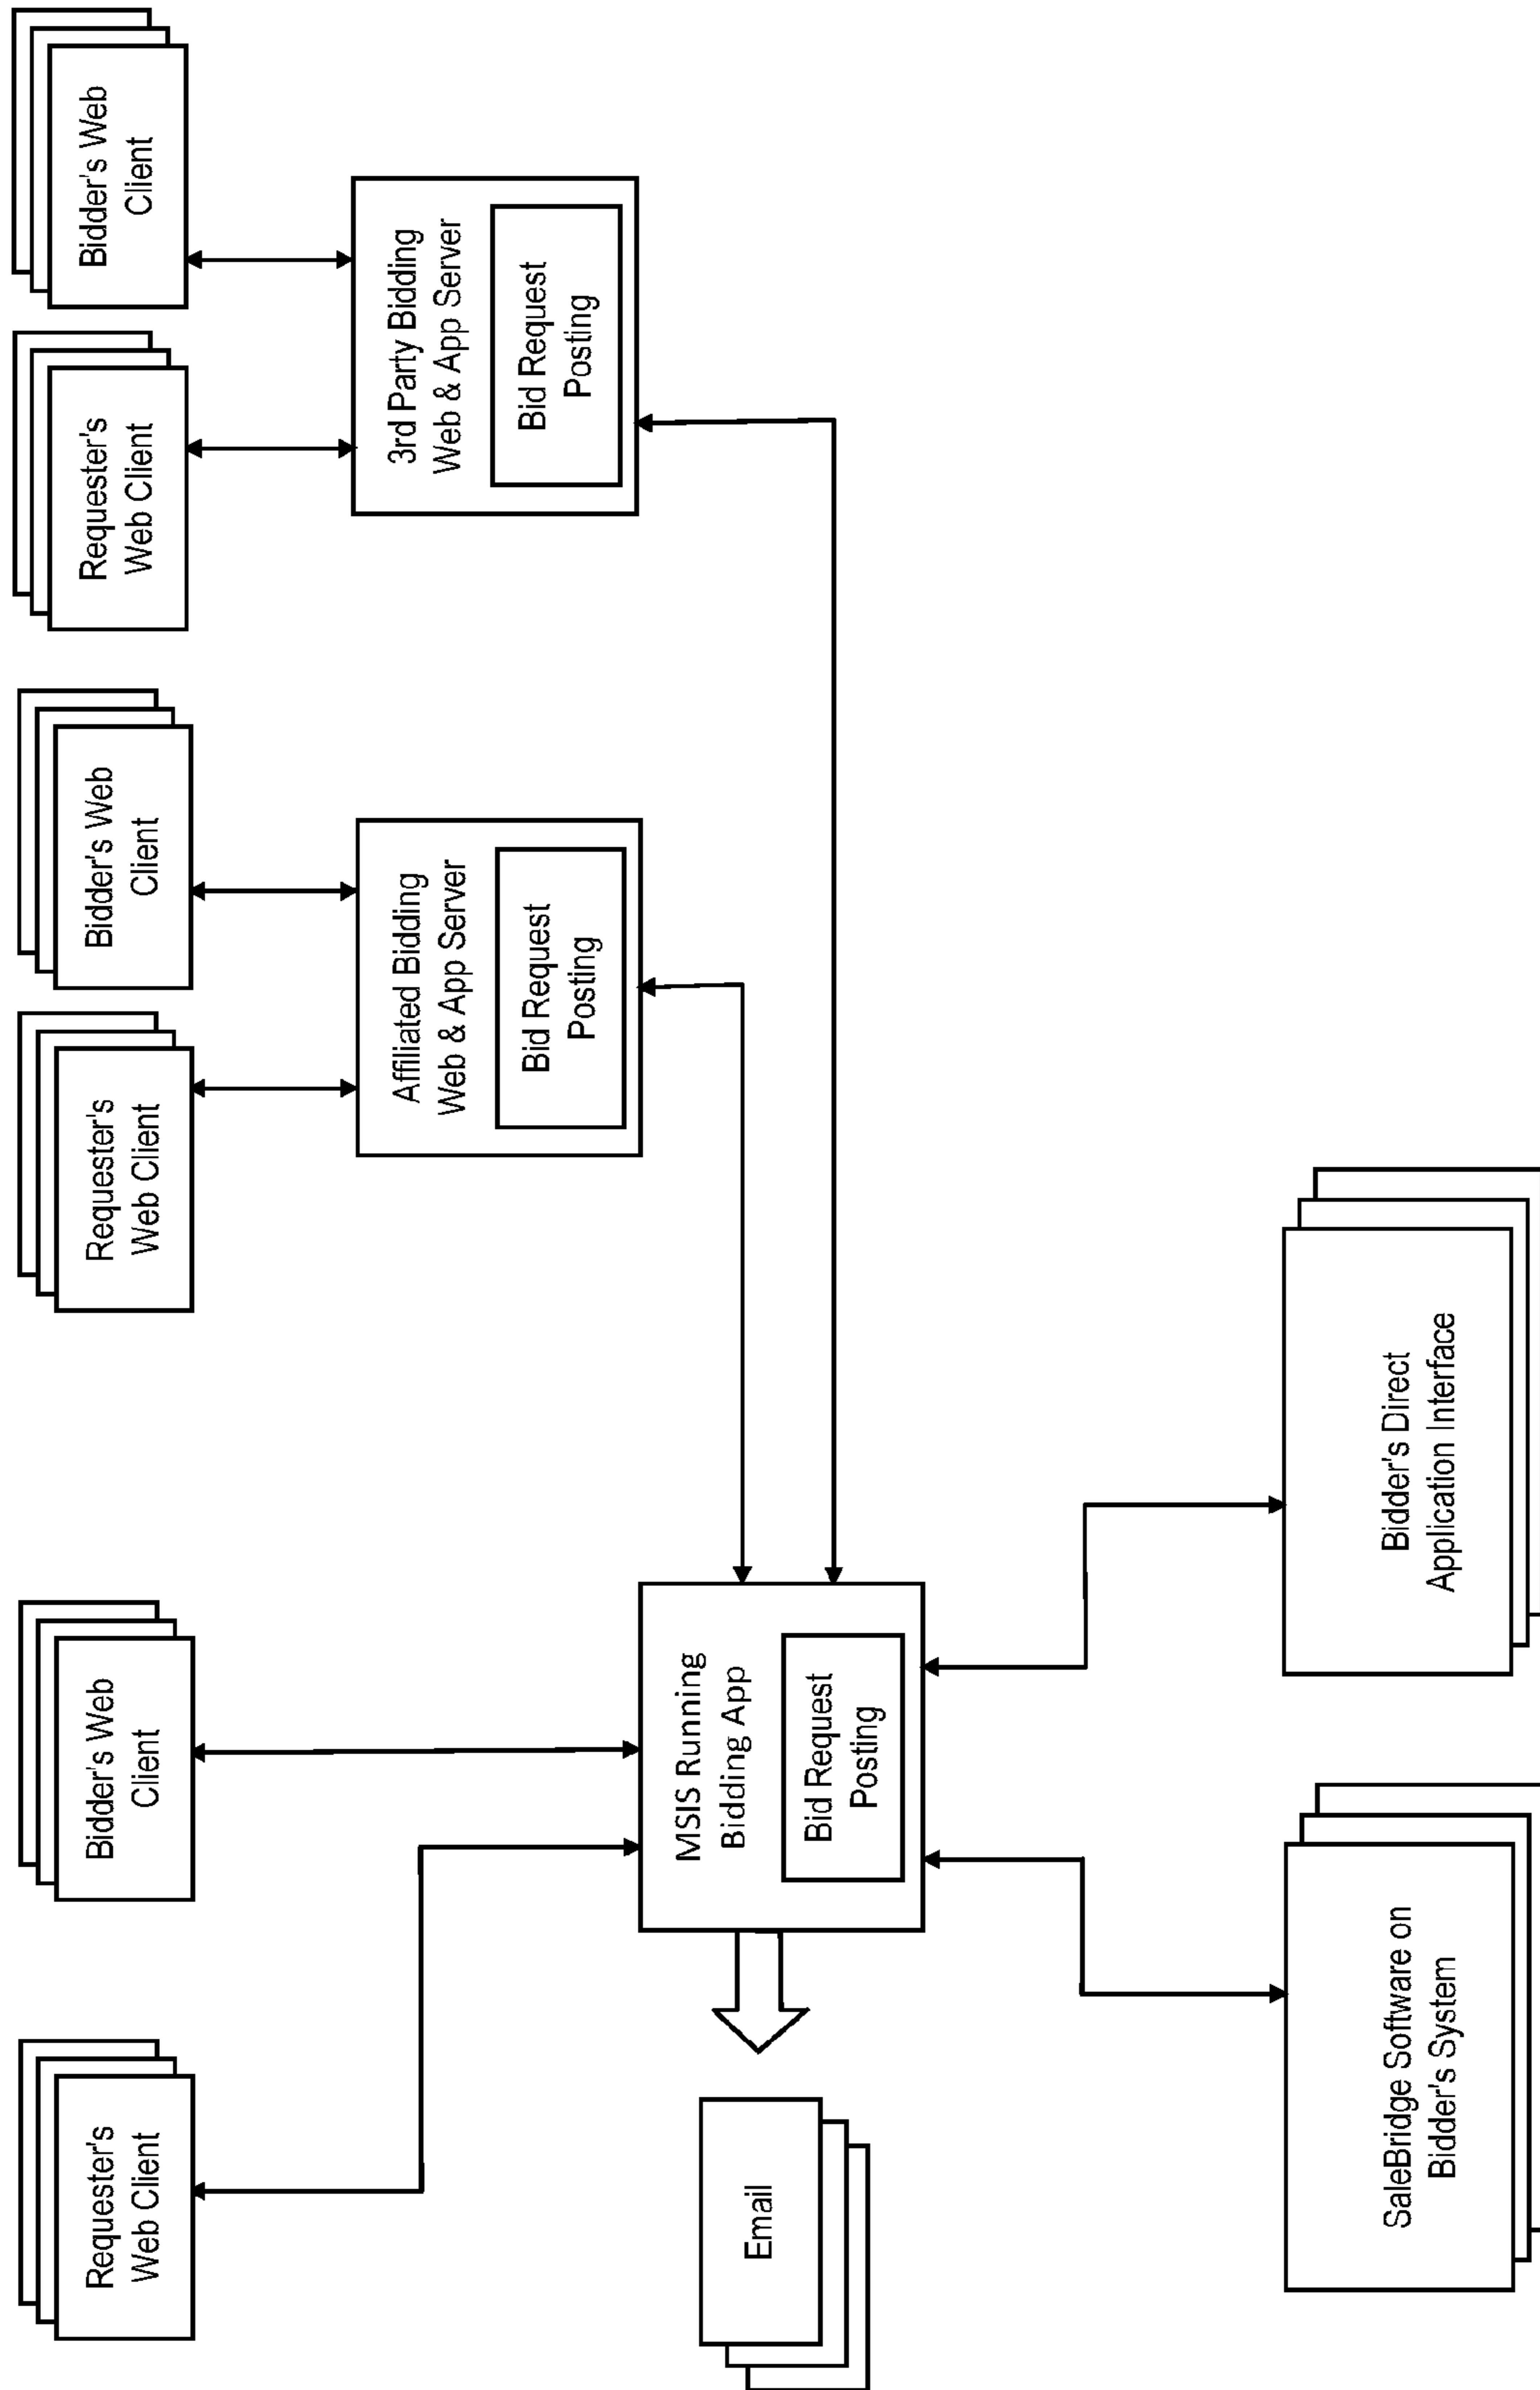 Requester's
Web Client
Bidder's Web
Client
Requester's
Web Client
Bidder's Web
Client
Requester's
Web Client
Bidder's Web
Client
Affiliated Bidding
Web & App Server
Bid Request
Posting
3rd Party Bidding
Web & App Server
Bid Request
Posting
Email
MSIS Running
Bidding App
Bid Request
Posting
SaleBridge Software on
Bidder's System
Bidder's Direct
Application Interface